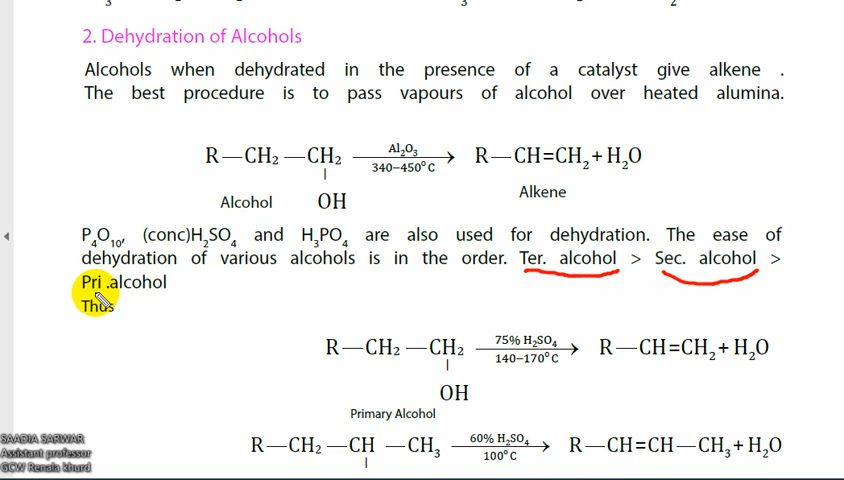 2. Dehydration of Alcohols
Alcohols when dehydrated in the presence of a catalyst give alkene .
The best procedure is to pass vapours of alcohol over heated alumina.
R—CH₂—CH₂ Al₂O₃ 340–450°C → R—CH=CH₂+H₂O
|
Alcohol OH Alkene
P₄O₁₀, (conc)H₂SO₄ and H₃PO₄ are also used for dehydration. The ease of
dehydration of various alcohols is in the order. Ter. alcohol > Sec. alcohol >
Pri .alcohol
Thus
R—CH₂—CH₂ 75% H₂SO₄ 140–170°C → R—CH=CH₂+H₂O
|
OH
Primary Alcohol
R—CH₂—CH—CH₃ 60% H₂SO₄ 100°C → R—CH=CH—CH₃+H₂O
|
SAADIA SARWAR
Assistant professor
GCW Renala khurd